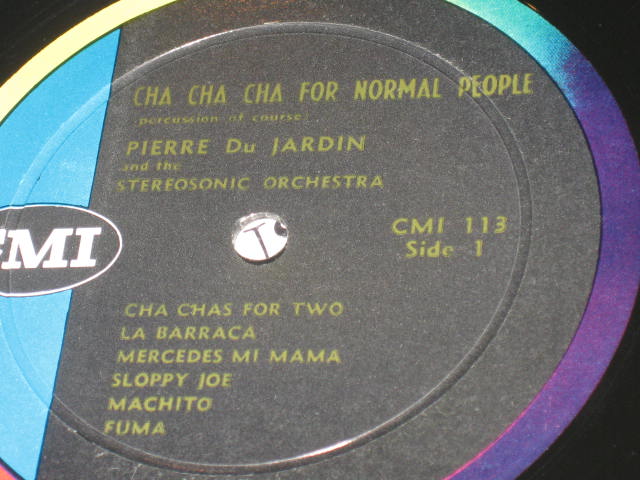 CHA CHA CHA FOR NORMAL PEOPLE
percussion of course
PIERRE Du JARDIN
and the
STEREOSONIC ORCHESTRA
CMI
CMI 113
Side 1
CHA CHAS FOR TWO
LA BARRACA
MERCEDES MI MAMA
SLOPPY JOE
MACHITO
FUMA